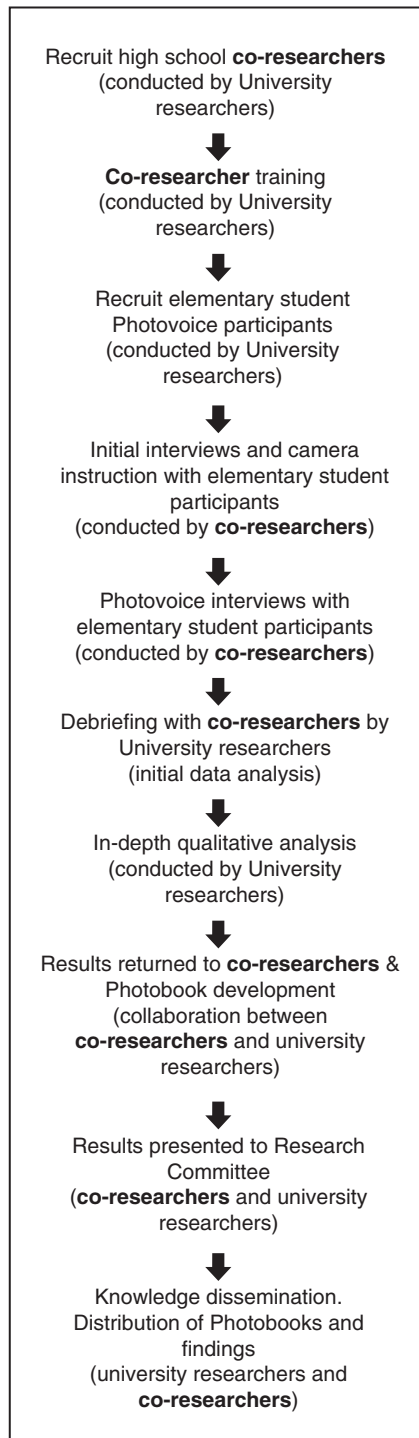 Recruit high school co-researchers
(conducted by University
researchers)
Co-researcher training
(conducted by University
researchers)
Recruit elementary student
Photovoice participants
(conducted by University
researchers)
Initial interviews and camera
instruction with elementary student
participants
(conducted by co-researchers)
Photovoice interviews with
elementary student participants
(conducted by co-researchers)
Debriefing with co-researchers by
University researchers
(initial data analysis)
In-depth qualitative analysis
(conducted by University
researchers)
Results returned to co-researchers &
Photobook development
(collaboration between
co-researchers and university
researchers)
Results presented to Research
Committee
(co-researchers and university
researchers)
Knowledge dissemination.
Distribution of Photobooks and
findings
(university researchers and
co-researchers)